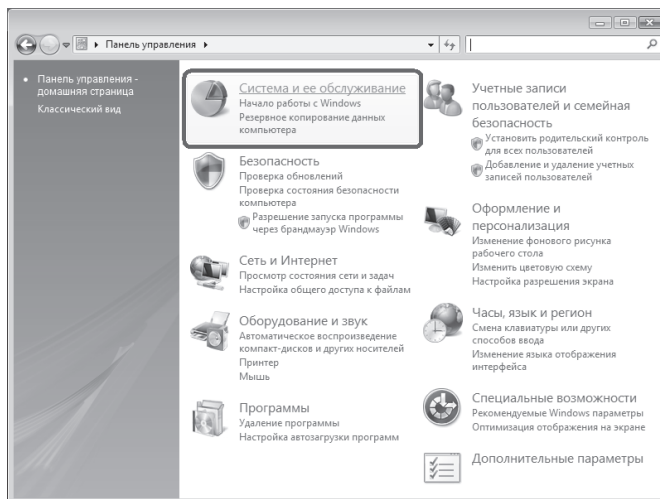 Панель управления
Панель управления -
домашняя страница
Классический вид
Система и ее обслуживание
Начало работы с Windows
Резервное копирование данных
компьютера
Безопасность
Проверка обновлений
Проверка состояния безопасности
компьютера
Разрешение запуска программы
через брандмауэр Windows
Сеть и Интернет
Просмотр состояния сети и задач
Настройка общего доступа к файлам
Оборудование и звук
Автоматическое воспроизведение
компакт-дисков и других носителей
Принтер
Мышь
Программы
Удаление программы
Настройка автозагрузки программ
Учетные записи
пользователей и семейная
безопасность
Установить родительский контроль
для всех пользователей
Добавление и удаление учетных
записей пользователей
Оформление и
персонализация
Изменение фонового рисунка
рабочего стола
Изменить цветовую схему
Настройка разрешения экрана
Часы, язык и регион
Смена клавиатуры или других
способов ввода
Изменение языка отображения
интерфейса
Специальные возможности
Рекомендуемые Windows параметры
Оптимизация отображения на экране
Дополнительные параметры